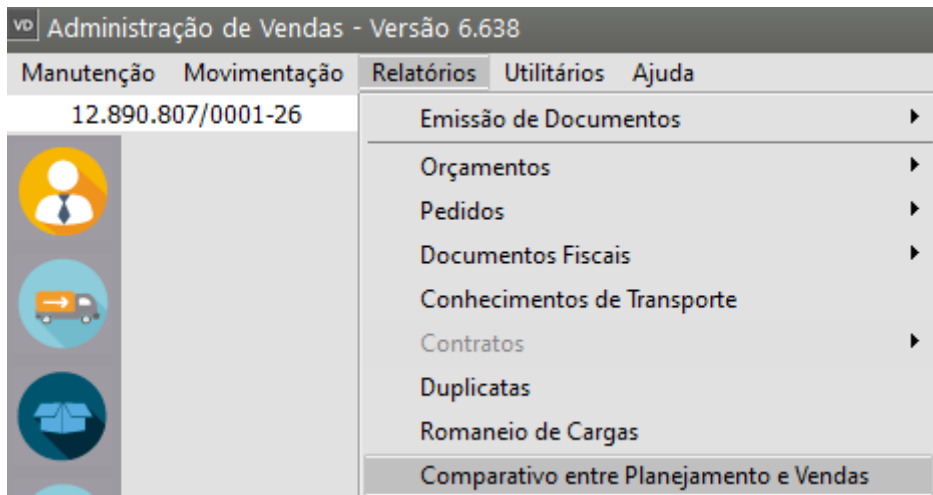 VD Administração de Vendas - Versão 6.638
Manutenção Movimentação Relatórios Utilitários Ajuda
12.890.807/0001-26
Emissão de Documentos
Orçamentos
Pedidos
Documentos Fiscais
Conhecimentos de Transporte
Contratos
Duplicatas
Romaneio de Cargas
Comparativo entre Planejamento e Vendas